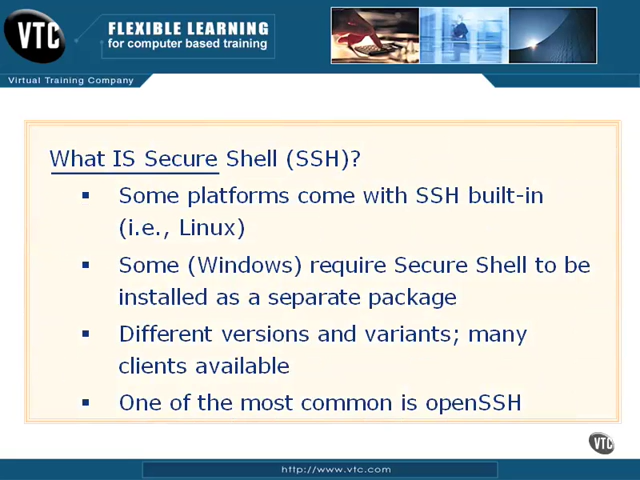 VTC
FLEXIBLE LEARNING
for computer based training
Virtual Training Company
What IS Secure Shell (SSH)?
▪ Some platforms come with SSH built-in
(i.e., Linux)
▪ Some (Windows) require Secure Shell to be
installed as a separate package
▪ Different versions and variants; many
clients available
▪ One of the most common is openSSH
VTC
http://www.vtc.com